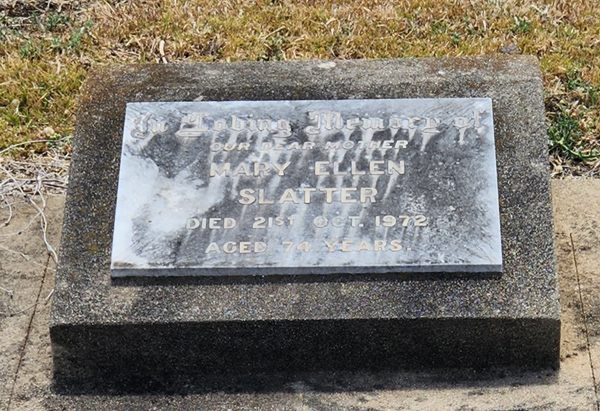 In Loving Memory of
OUR DEAR MOTHER
MARY ELLEN
SLATTER
DIED 21ST OCT. 1972
AGED 74 YEARS.